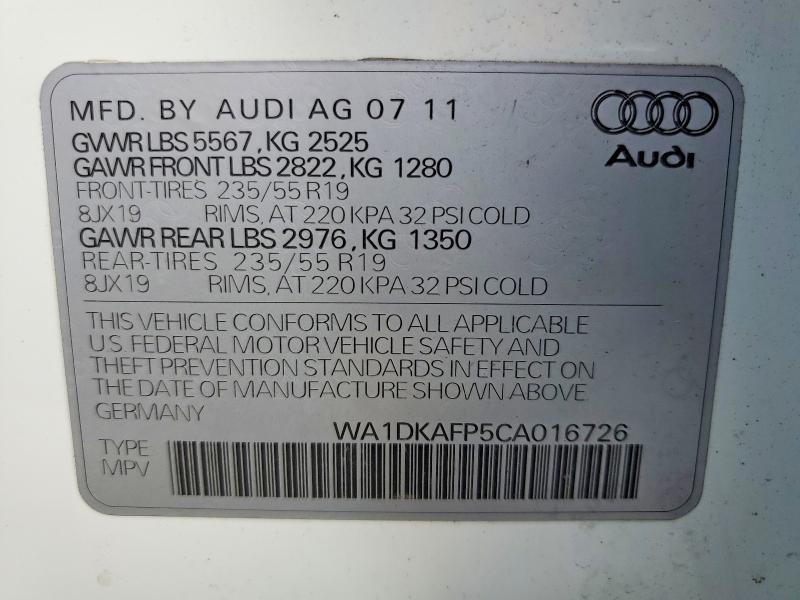 MFD. BY AUDI AG 07 11
GVWR LBS 5567, KG 2525
GAWR FRONT LBS 2822, KG 1280
FRONT-TIRES 235/55 R19
8JX19 RIMS, AT 220 KPA 32 PSI COLD
GAWR REAR LBS 2976, KG 1350
REAR-TIRES 235/55 R19
8JX19 RIMS, AT 220 KPA 32 PSI COLD
Audi
THIS VEHICLE CONFORMS TO ALL APPLICABLE
U.S. FEDERAL MOTOR VEHICLE SAFETY AND
THEFT PREVENTION STANDARDS IN EFFECT ON
THE DATE OF MANUFACTURE SHOWN ABOVE.
GERMANY
WA1DKAFP5CA016726
TYPE
MPV